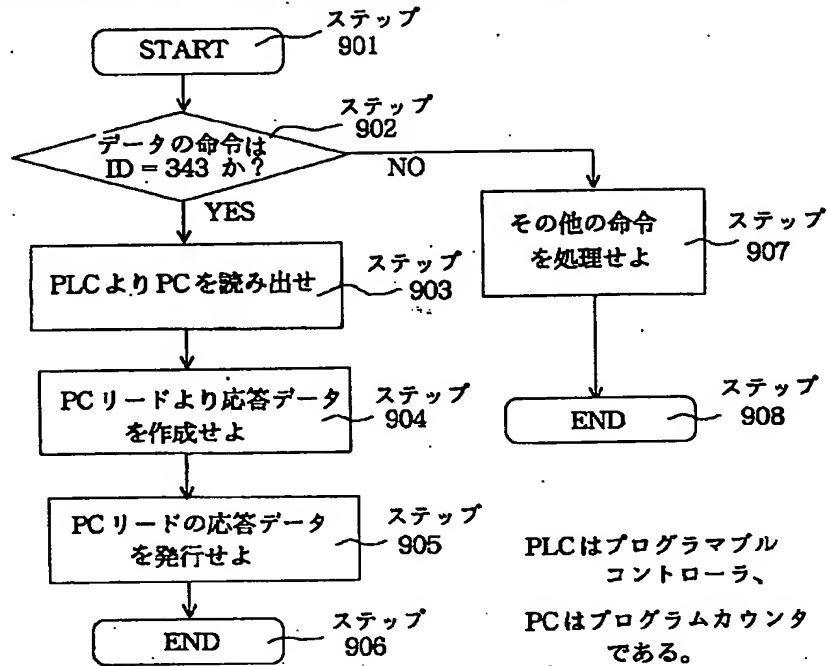 START
ステップ
901
データの命令は
ID = 343 か?
ステップ
902
NO
YES
PLCよりPCを読み出せ
ステップ
903
PCリードより応答データ
を作成せよ
ステップ
904
PCリードの応答データ
を発行せよ
ステップ
905
END
ステップ
906
その他の命令
を処理せよ
ステップ
907
END
ステップ
908
PLCはプログラマブル
コントローラ、
PCはプログラムカウンタ
である。